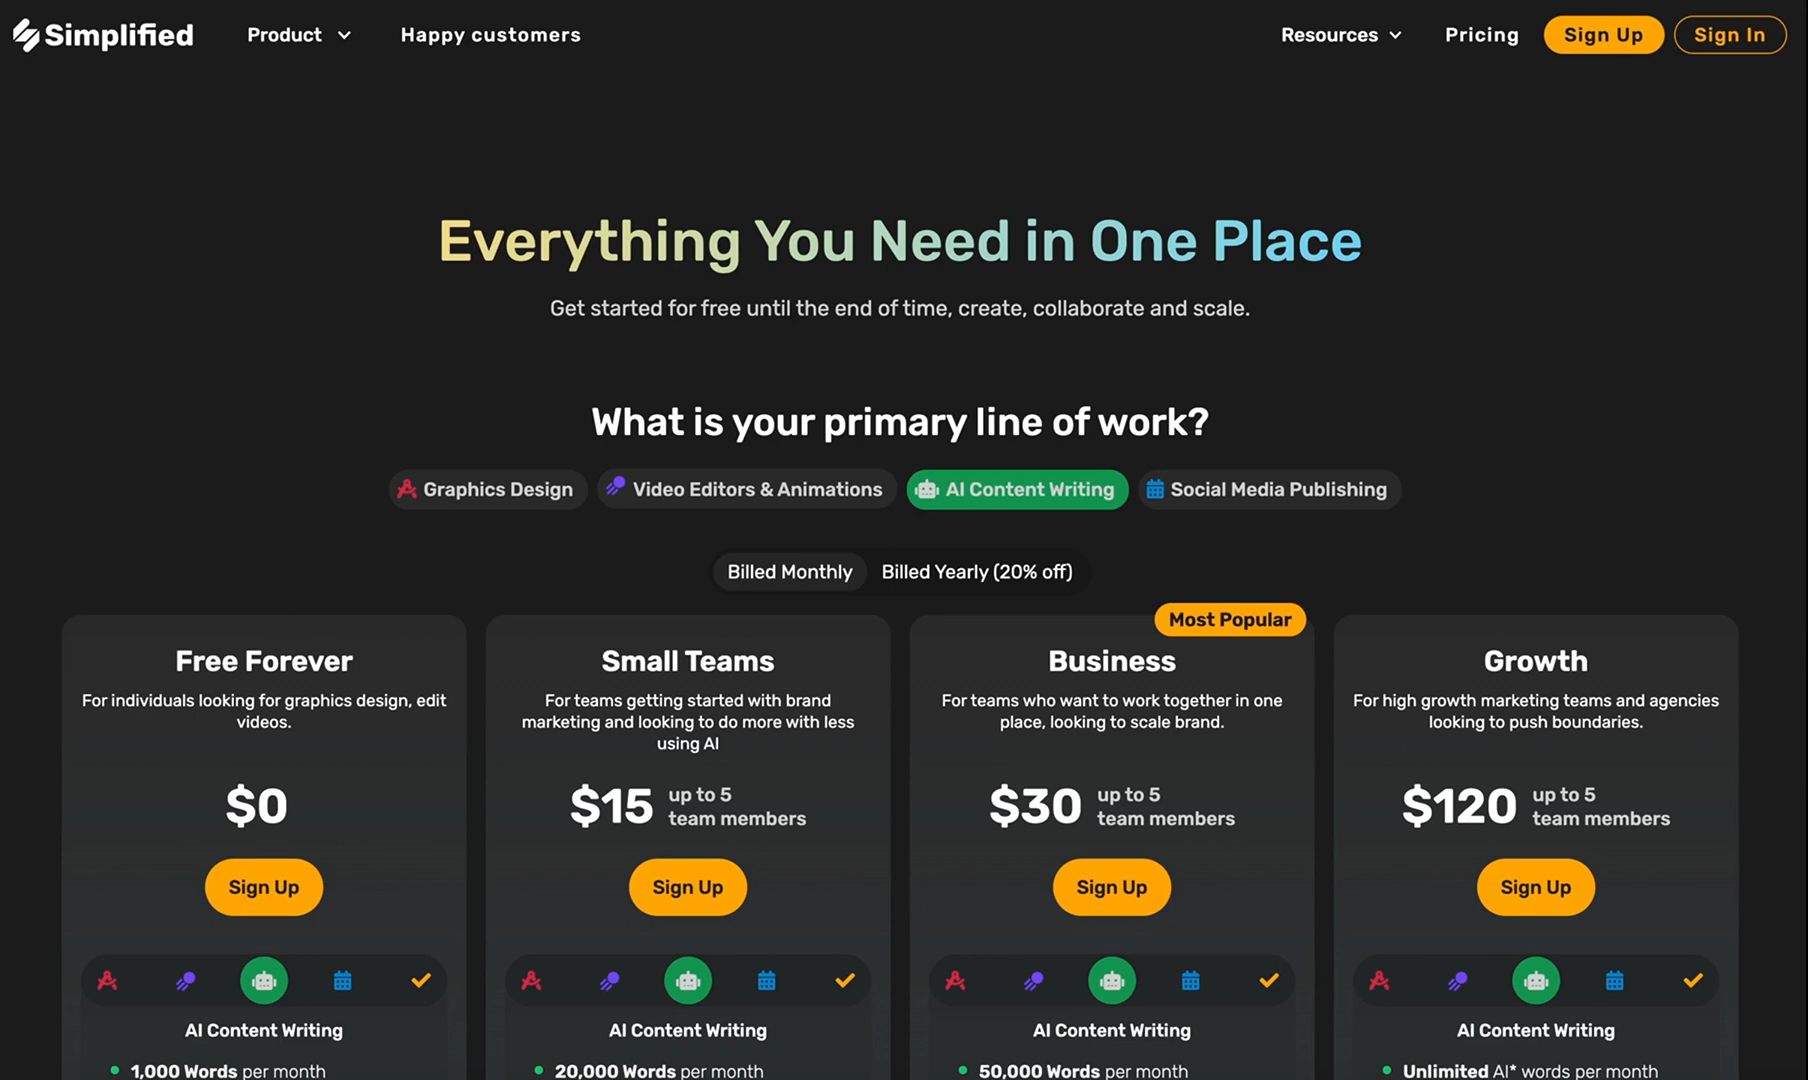 Simplified
Product
Happy customers
Resources
Pricing
Sign Up
Sign In
Everything You Need in One Place
Get started for free until the end of time, create, collaborate and scale.
What is your primary line of work?
Graphics Design
Video Editors & Animations
AI Content Writing
Social Media Publishing
Billed Monthly
Billed Yearly (20% off)
Free Forever
For individuals looking for graphics design, edit
videos.
$0
Sign Up
AI Content Writing
1,000 Words per month
Small Teams
For teams getting started with brand
marketing and looking to do more with less
using AI
$15
up to 5
team members
Sign Up
AI Content Writing
20,000 Words per month
Most Popular
Business
For teams who want to work together in one
place, looking to scale brand.
$30
up to 5
team members
Sign Up
AI Content Writing
50,000 Words per month
Growth
For high growth marketing teams and agencies
looking to push boundaries.
$120
up to 5
team members
Sign Up
AI Content Writing
Unlimited AI* words per month